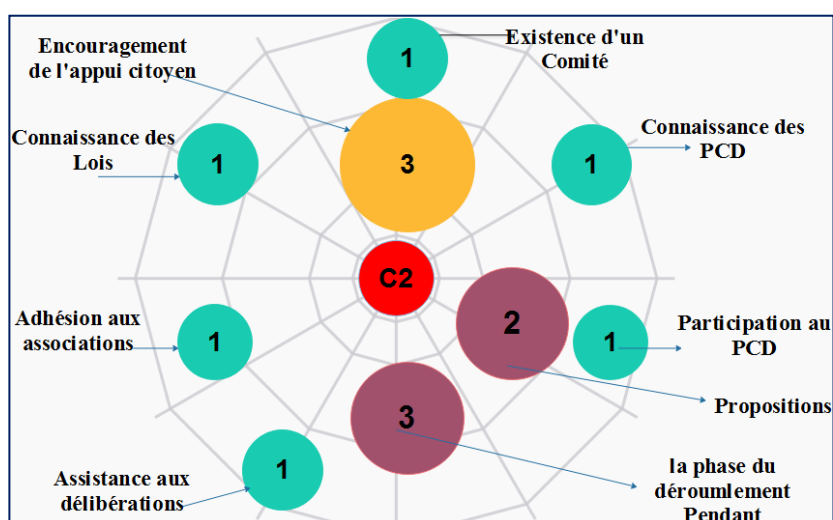 Encouragement
de l'appui citoyen
Existence d'un
Comité
1
Connaissance des
Lois
1
3
1
Connaissance des
PCD
C2
2
Adhésion aux
associations
1
1
Participation au
PCD
Propositions
3
Assistance aux
délibérations
1
la phase du
déroumlement
Pendant